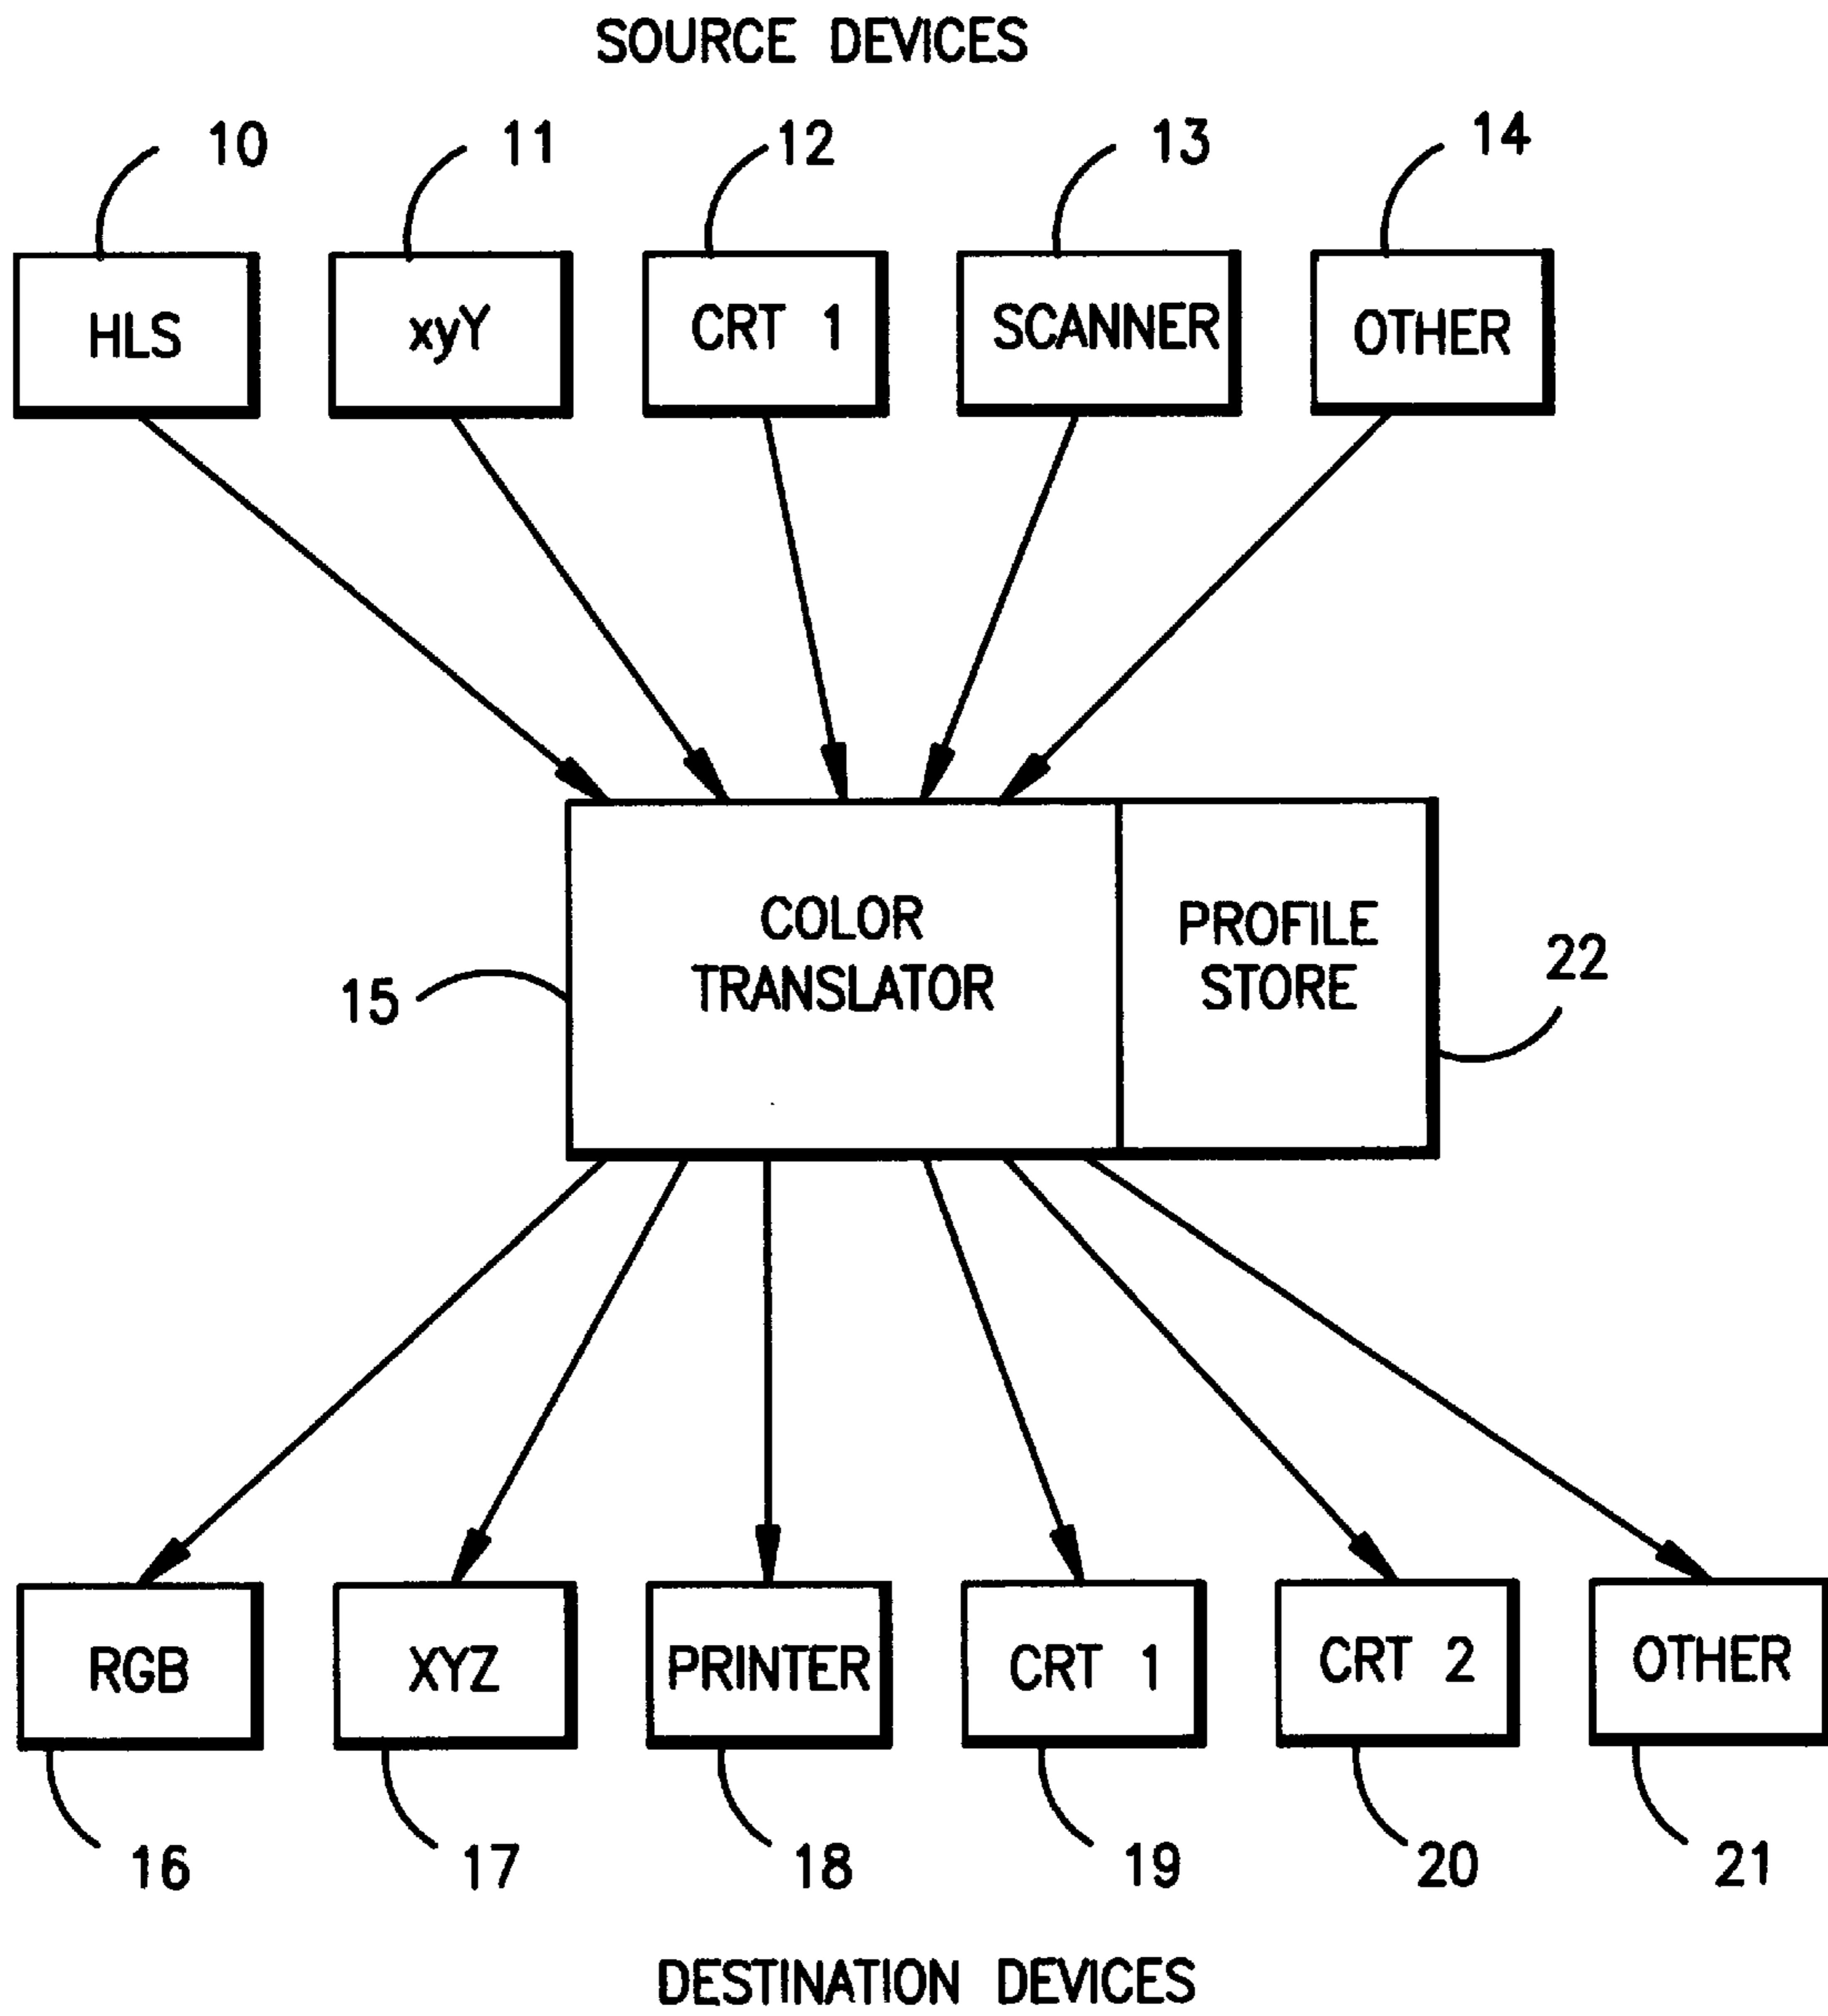 SOURCE DEVICES
10 11 12 13 14
HLS xyY CRT 1 SCANNER OTHER
COLOR
TRANSLATOR
PROFILE
STORE
15
22
RGB XYZ PRINTER CRT 1 CRT 2 OTHER
16 17 18 19 20 21
DESTINATION DEVICES